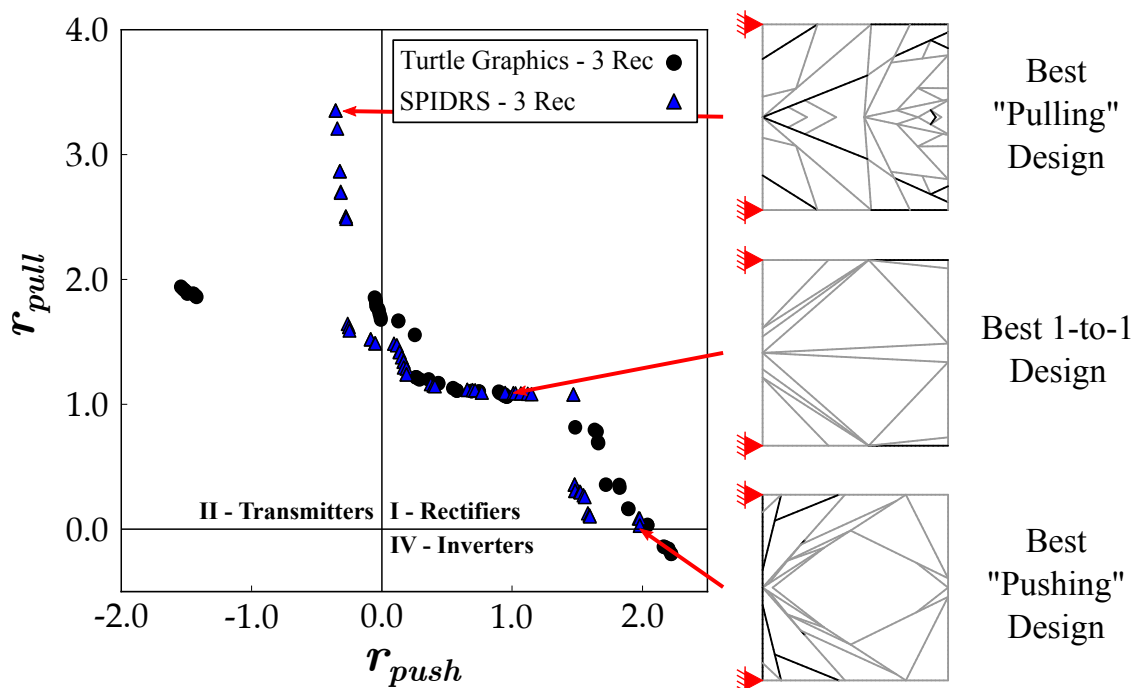 4.0
3.0
2.0
1.0
0.0
-2.0
-1.0
0.0
1.0
2.0
r_pull
r_push
Turtle Graphics - 3 Rec
SPIDRS - 3 Rec
II - Transmitters
I - Rectifiers
IV - Inverters
Best
"Pulling"
Design
Best 1-to-1
Design
Best
"Pushing"
Design